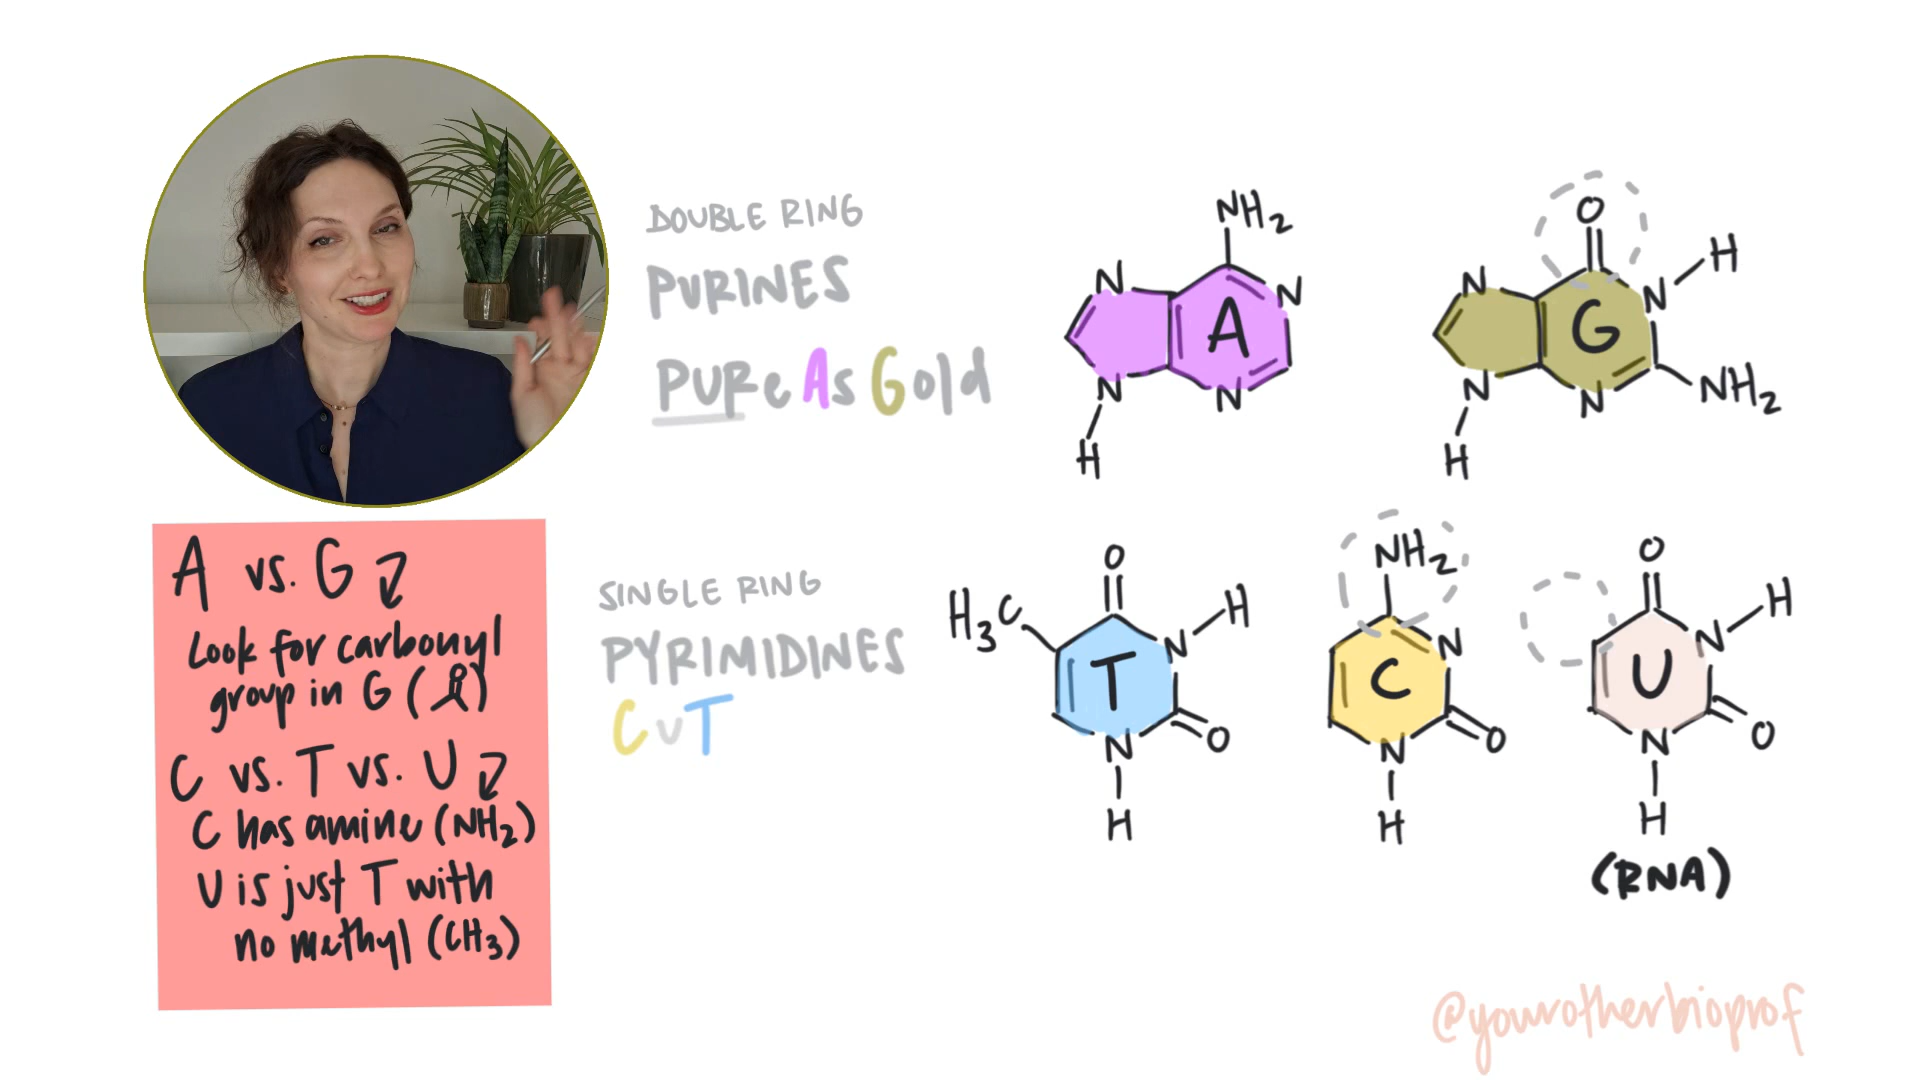 DOUBLE RING
PURINES
PURe As Gold
NH2
N
N
A
N
N
H
O
H
N
N
G
N
N
NH2
H
A vs. G
Look for carbonyl
group in G ( )
C vs. T vs. U
C has amine (NH2)
U is just T with
no methyl (CH3)
SINGLE RING
PYRIMIDINES
CUT
O
H3C
H
N
T
N
O
H
NH2
N
C
N
O
H
O
H
N
U
N
O
H
(RNA)
@yourotherbioprof